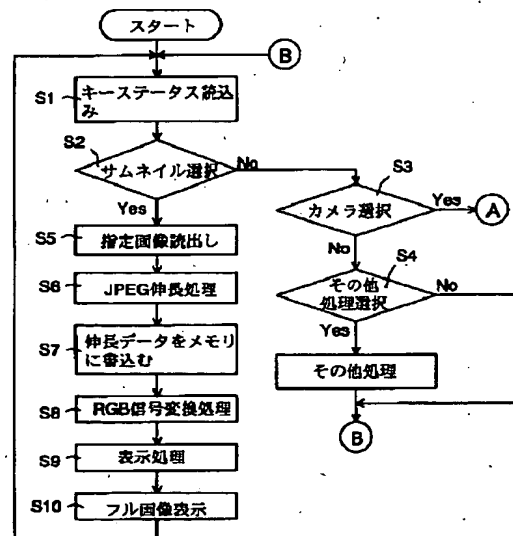 スタート
B
S1
キーステータス読込
み
S2
サムネイル選択
No
S3
カメラ選択
Yes
A
Yes
No
S5
指定画像読出し
S4
その他
処理選択
No
S6
JPEG伸長処理
Yes
S7
伸長データをメモリ
に書込む
その他処理
S8
RGB信号変換処理
B
S9
表示処理
S10
フル画像表示